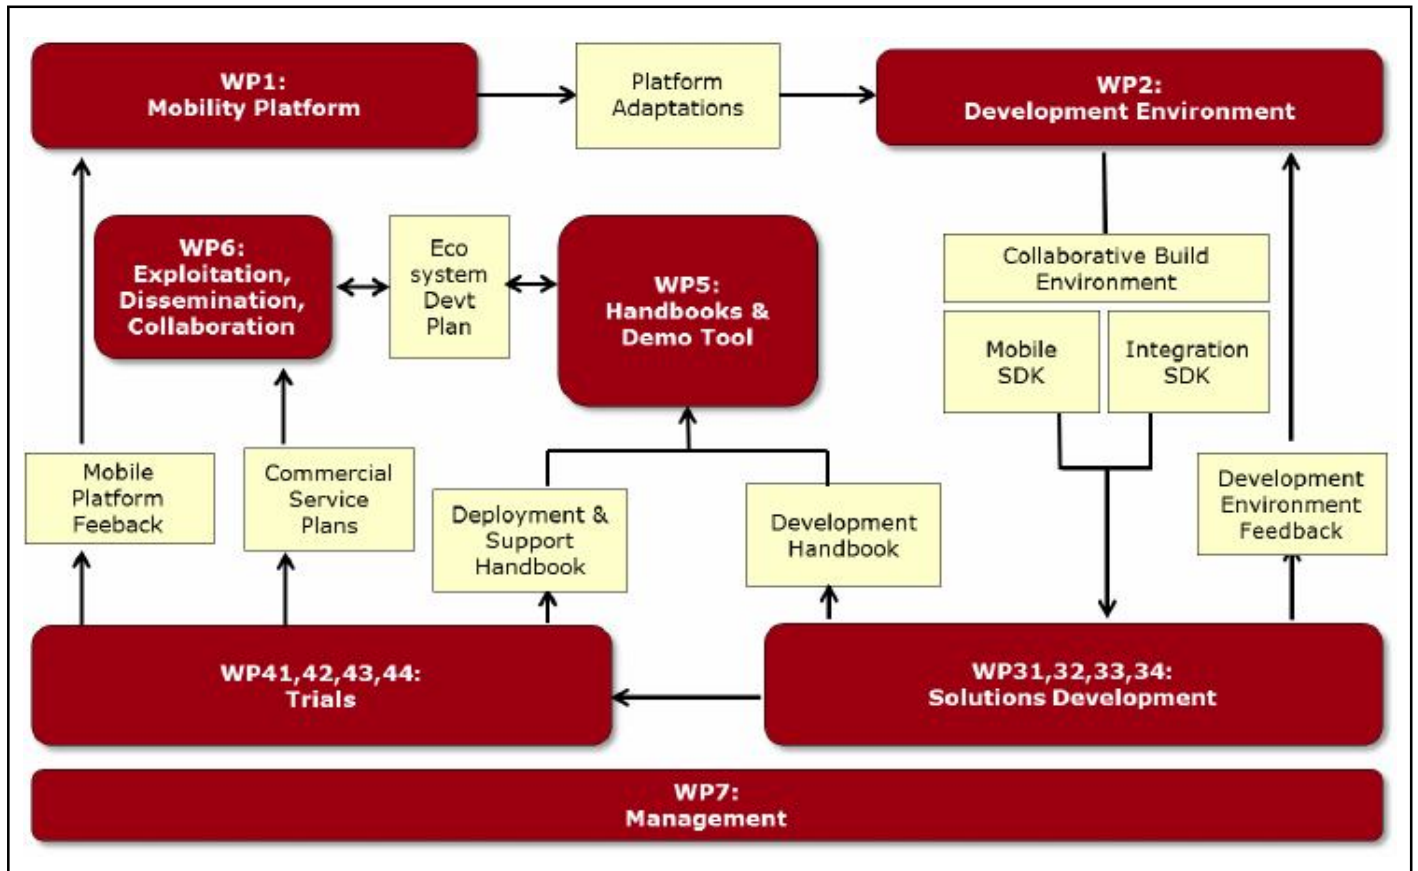 WP1:
Mobility Platform
Platform
Adaptations
WP2:
Development Environment
WP6:
Exploitation,
Dissemination,
Collaboration
Eco
system
Devt
Plan
WP5:
Handbooks &
Demo Tool
Collaborative Build
Environment
Mobile
SDK
Integration
SDK
Mobile
Platform
Feeback
Commercial
Service
Plans
Deployment &
Support
Handbook
Development
Handbook
Development
Environment
Feedback
WP41,42,43,44:
Trials
WP31,32,33,34:
Solutions Development
WP7:
Management